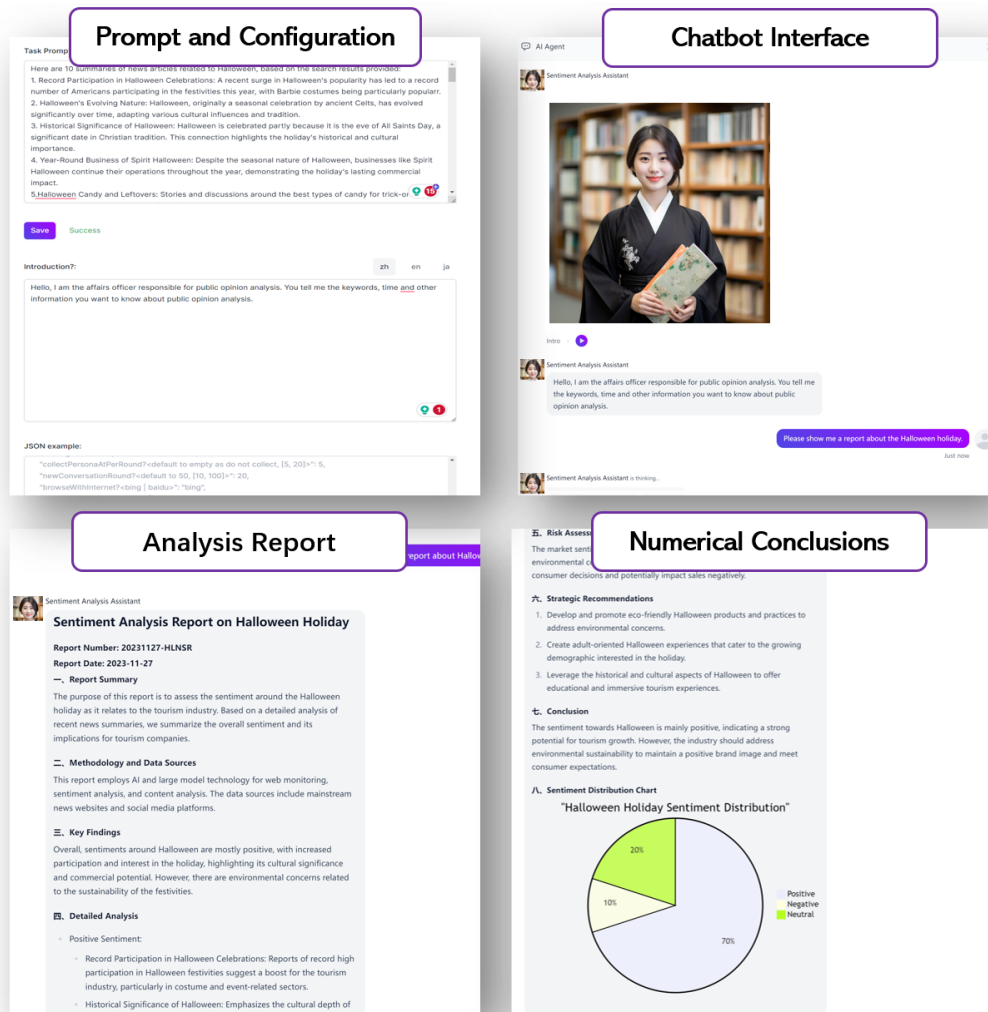 Prompt and Configuration
Task Promp
Here are 10 summaries of news articles related to Halloween, based on the search results provided:
1. Record Participation in Halloween Celebrations: A recent surge in Halloween's popularity has led to a record
number of Americans participating in the festivities this year, with Barbie costumes being particularly popularr.
2. Halloween's Evolving Nature: Halloween, originally a seasonal celebration by ancient Celts, has evolved
significantly over time, adapting various cultural influences and tradition.
3. Historical Significance of Halloween: Halloween is celebrated partly because it is the eve of All Saints Day, a
significant date in Christian tradition. This connection highlights the holiday's historical and cultural
importance.
4. Year-Round Business of Spirit Halloween: Despite the seasonal nature of Halloween, businesses like Spirit
Halloween continue their operations throughout the year, demonstrating the holiday's lasting commercial
impact.
5.Halloween Candy and Leftovers: Stories and discussions around the best types of candy for trick-or
15
Save
Success
Introduction?:
zh
en
ja
Hello, I am the affairs officer responsible for public opinion analysis. You tell me the keywords, time and other
information you want to know about public opinion analysis.
1
JSON example:
"collectPersonaAtPerRound?<default to empty as do not collect, [5, 20]>": 5,
"newConversationRound?<default to 50, [10, 100]>": 20,
"browseWithInternet?<bing | baidu>": "bing",
Chatbot Interface
AI Agent
Sentiment Analysis Assistant
Intro
Sentiment Analysis Assistant
Hello, I am the affairs officer responsible for public opinion analysis. You tell me
the keywords, time and other information you want to know about public
opinion analysis.
Please show me a report about the Halloween holiday.
Just now
Sentiment Analysis Assistant is thinking...
Analysis Report
eport about Hallow
Sentiment Analysis Assistant
Sentiment Analysis Report on Halloween Holiday
Report Number: 20231127-HLNSR
Report Date: 2023-11-27
一、Report Summary
The purpose of this report is to assess the sentiment around the Halloween
holiday as it relates to the tourism industry. Based on a detailed analysis of
recent news summaries, we summarize the overall sentiment and its
implications for tourism companies.
二、Methodology and Data Sources
This report employs AI and large model technology for web monitoring,
sentiment analysis, and content analysis. The data sources include mainstream
news websites and social media platforms.
三、Key Findings
Overall, sentiments around Halloween are mostly positive, with increased
participation and interest in the holiday, highlighting its cultural significance
and commercial potential. However, there are environmental concerns related
to the sustainability of the festivities.
四、Detailed Analysis
Positive Sentiment:
Record Participation in Halloween Celebrations: Reports of record high
participation in Halloween festivities suggest a boost for the tourism
industry, particularly in costume and event-related sectors.
Historical Significance of Halloween: Emphasizes the cultural depth of
Numerical Conclusions
五、Risk Assess
The market senti
environmental c
consumer decisions and potentially impact sales negatively.
六、Strategic Recommendations
1. Develop and promote eco-friendly Halloween products and practices to
address environmental concerns.
2. Create adult-oriented Halloween experiences that cater to the growing
demographic interested in the holiday.
3. Leverage the historical and cultural aspects of Halloween to offer
educational and immersive tourism experiences.
七、Conclusion
The sentiment towards Halloween is mainly positive, indicating a strong
potential for tourism growth. However, the industry should address
environmental sustainability to maintain a positive brand image and meet
consumer expectations.
八、Sentiment Distribution Chart
"Halloween Holiday Sentiment Distribution"
20%
10%
70%
Positive
Negative
Neutral